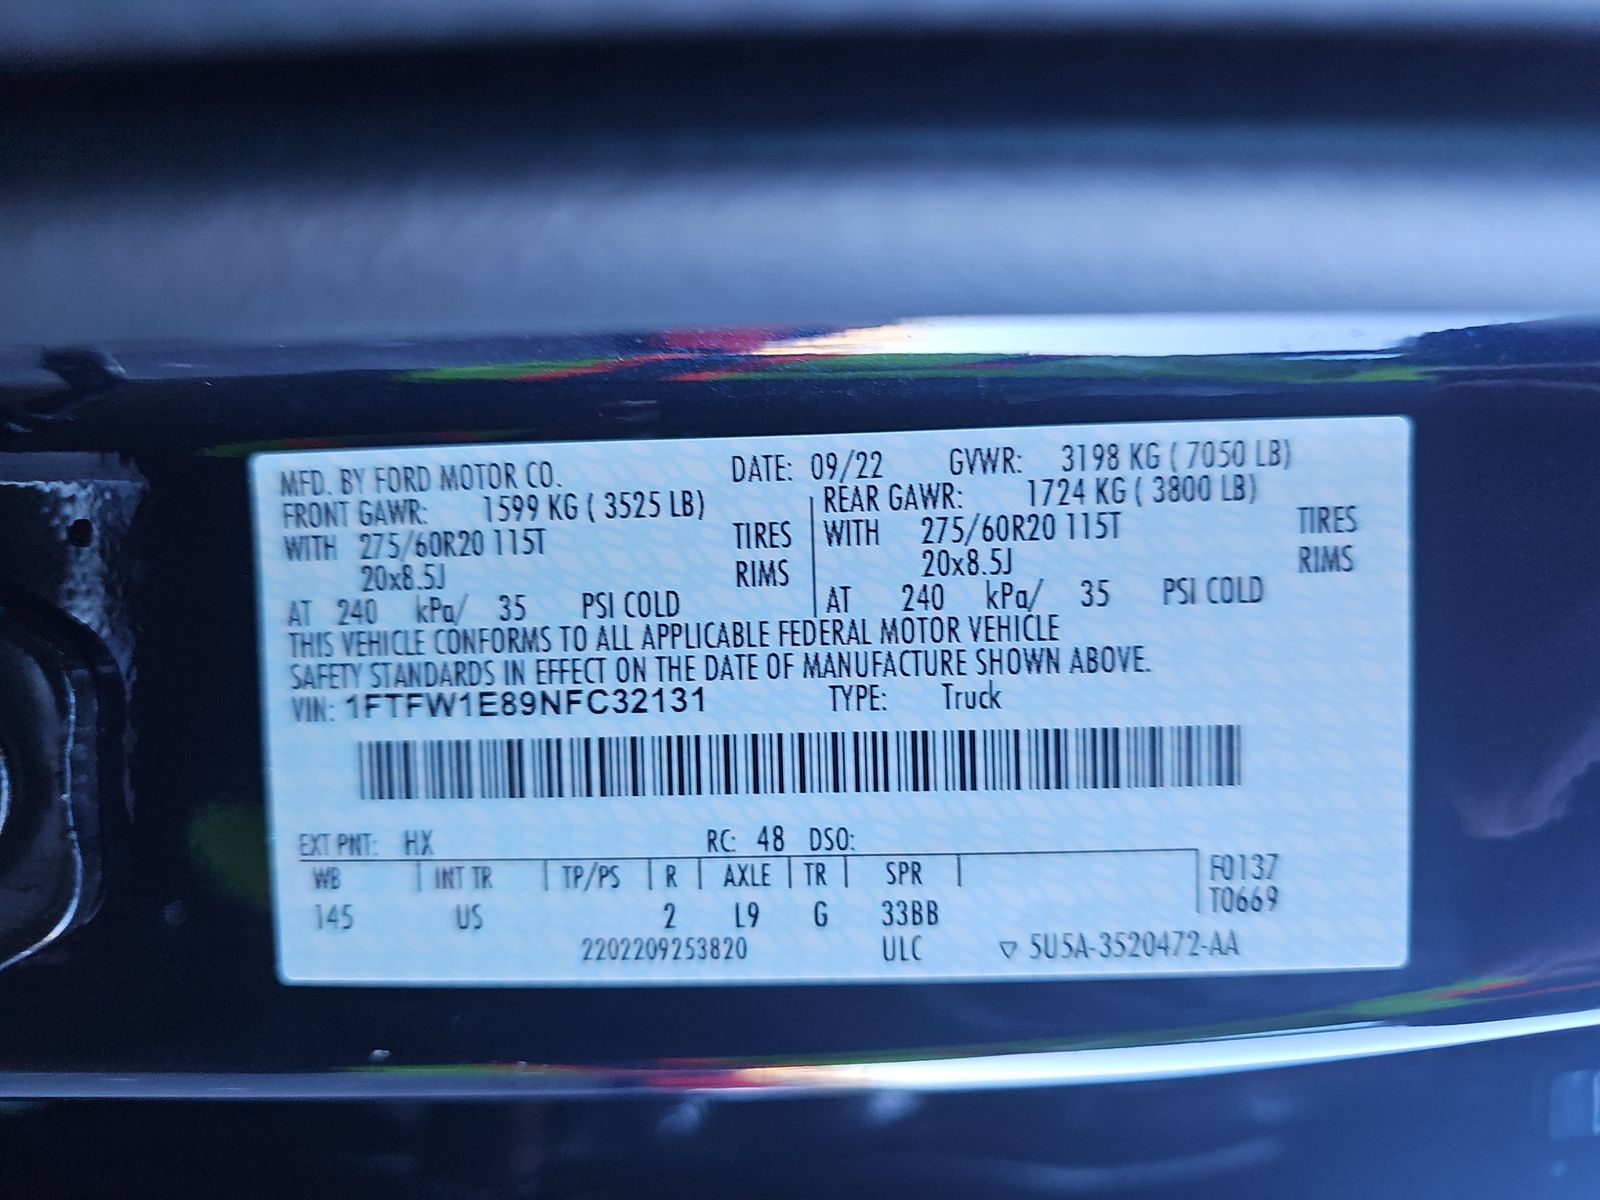 MFD. BY FORD MOTOR CO. DATE: 09/22 GVWR: 3198 KG ( 7050 LB)
FRONT GAWR: 1599 KG ( 3525 LB) REAR GAWR: 1724 KG ( 3800 LB)
WITH 275/60R20 115T TIRES WITH 275/60R20 115T TIRES
20x8.5J RIMS 20x8.5J RIMS
AT 240 kPa/ 35 PSI COLD AT 240 kPa/ 35 PSI COLD
THIS VEHICLE CONFORMS TO ALL APPLICABLE FEDERAL MOTOR VEHICLE
SAFETY STANDARDS IN EFFECT ON THE DATE OF MANUFACTURE SHOWN ABOVE.
VIN: 1FTFW1E89NFC32131 TYPE: Truck
EXT PNT: HX RC: 48 DSO:
WB INT TR TP/PS R AXLE TR SPR F0137
145 US 2 L9 G 33BB T0669
2202209253820 ULC ▽ 5U5A-3520472-AA